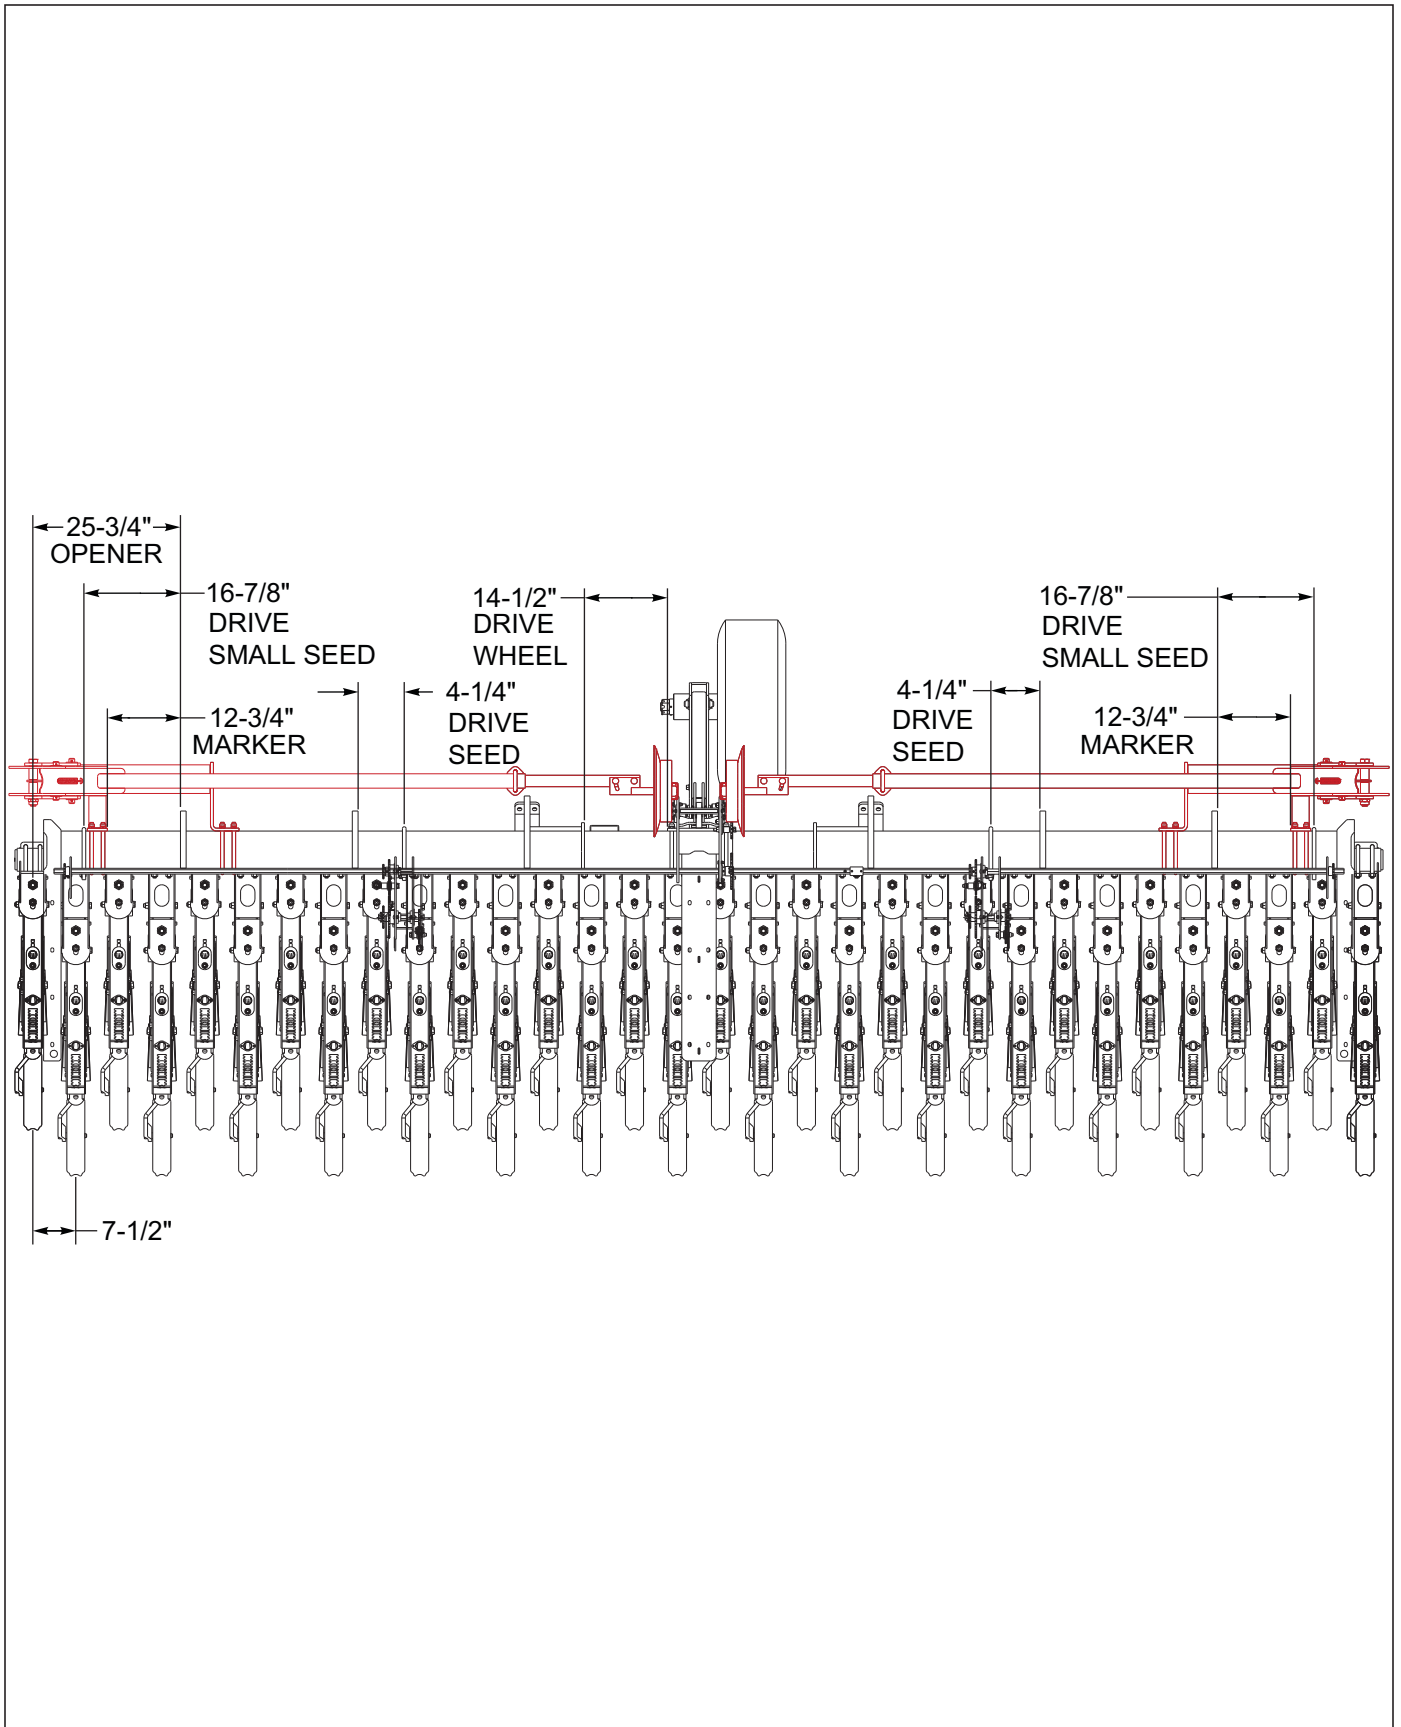 25-3/4"
OPENER
16-7/8"
DRIVE
SMALL SEED
12-3/4"
MARKER
14-1/2"
DRIVE
WHEEL
4-1/4"
DRIVE
SEED
16-7/8"
DRIVE
SMALL SEED
4-1/4"
DRIVE
SEED
12-3/4"
MARKER
7-1/2"